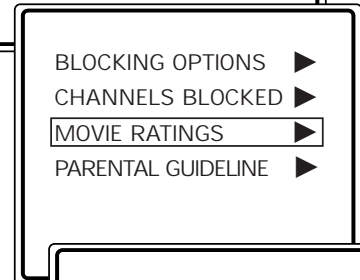 BLOCKING OPTIONS ▶
CHANNELS BLOCKED ▶
MOVIE RATINGS ▶
PARENTAL GUIDELINE ▶